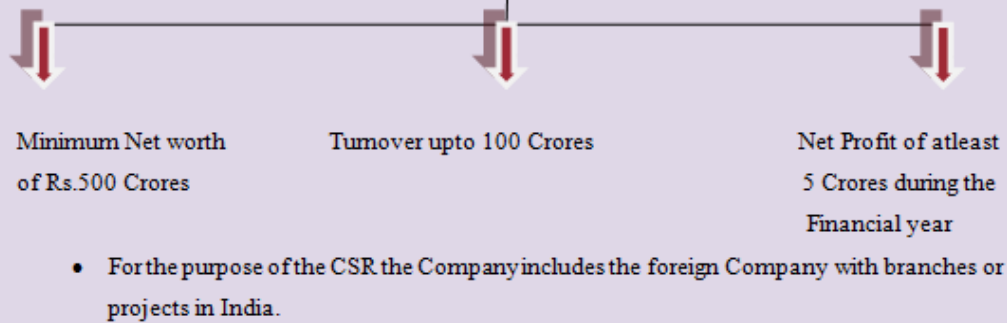 Minimum Net worth
of Rs.500 Crores
Turnover upto 100 Crores
Net Profit of atleast
5 Crores during the
Financial year
• For the purpose of the CSR the Company includes the foreign Company with branches or
projects in India.